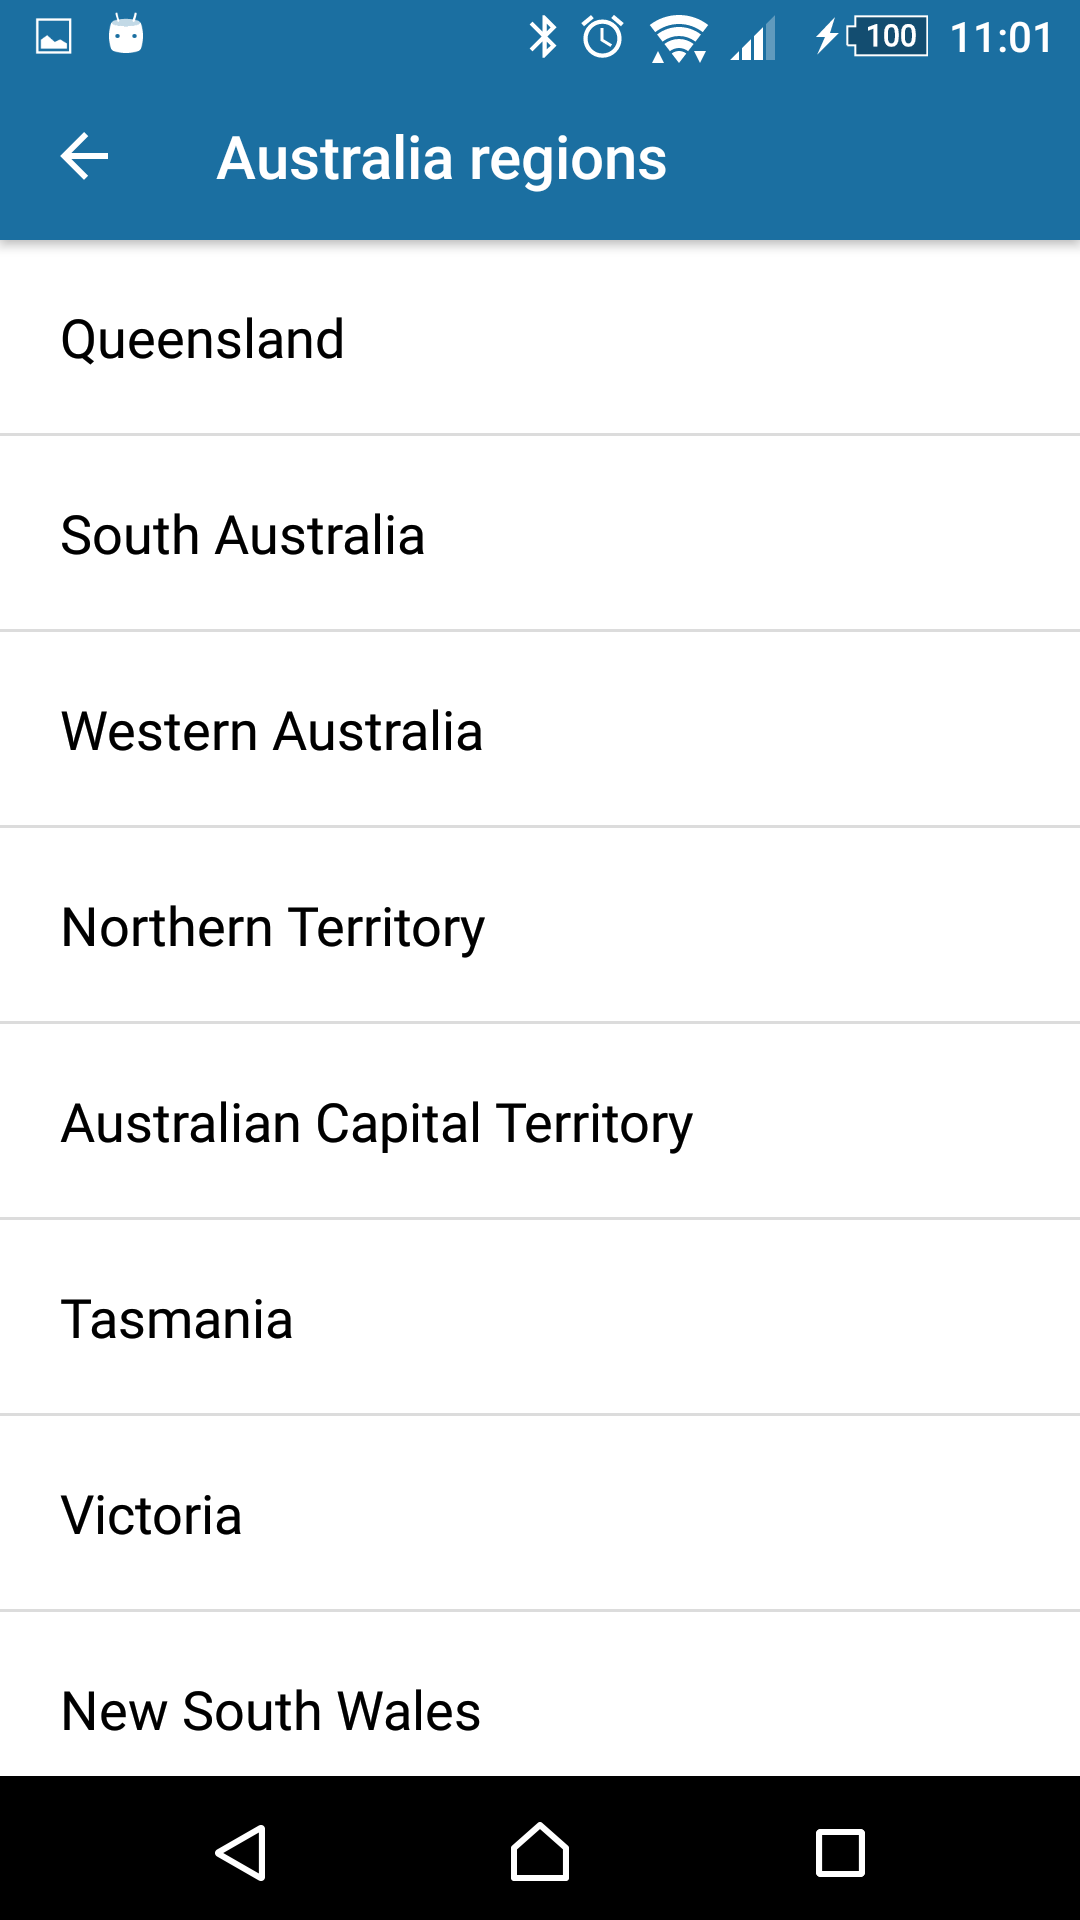 100 11:01
Australia regions
Queensland
South Australia
Western Australia
Northern Territory
Australian Capital Territory
Tasmania
Victoria
New South Wales